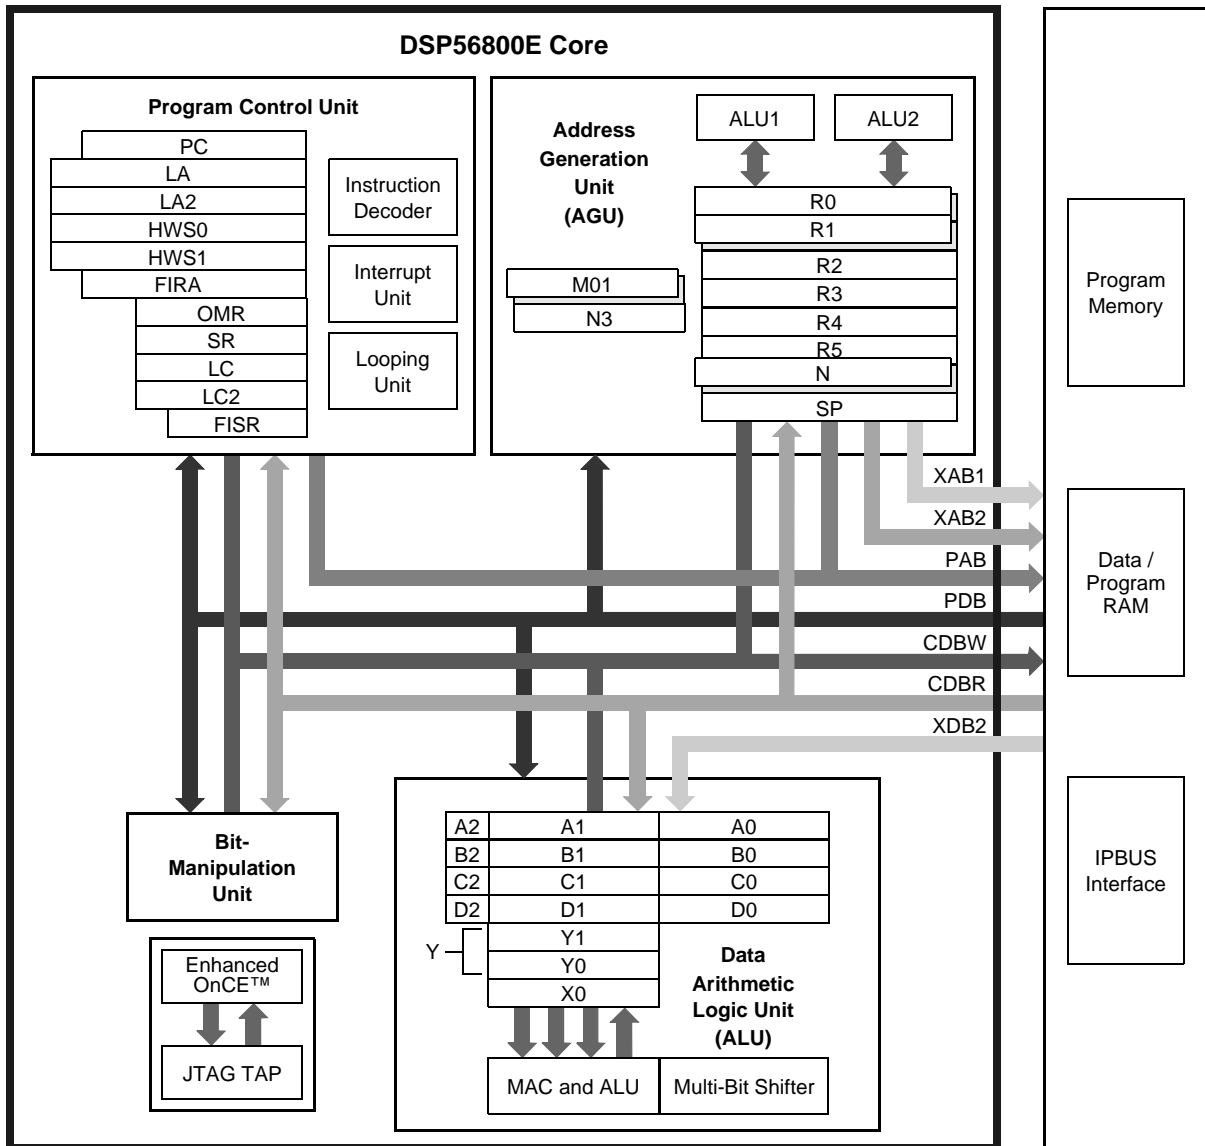 DSP56800E Core
Program Control Unit
PC
LA
LA2
HWS0
HWS1
FIRA
OMR
SR
LC
LC2
FISR
Instruction
Decoder
Interrupt
Unit
Looping
Unit
Address
Generation
Unit
(AGU)
ALU1
ALU2
R0
R1
R2
R3
R4
R5
N
SP
M01
N3
Program
Memory
XAB1
XAB2
PAB
PDB
CDBW
CDBR
XDB2
Data /
Program
RAM
IPBUS
Interface
Bit-
Manipulation
Unit
Enhanced
OnCE™
JTAG TAP
A2 A1 A0
B2 B1 B0
C2 C1 C0
D2 D1 D0
Y
Y1
Y0
X0
Data
Arithmetic
Logic Unit
(ALU)
MAC and ALU
Multi-Bit Shifter